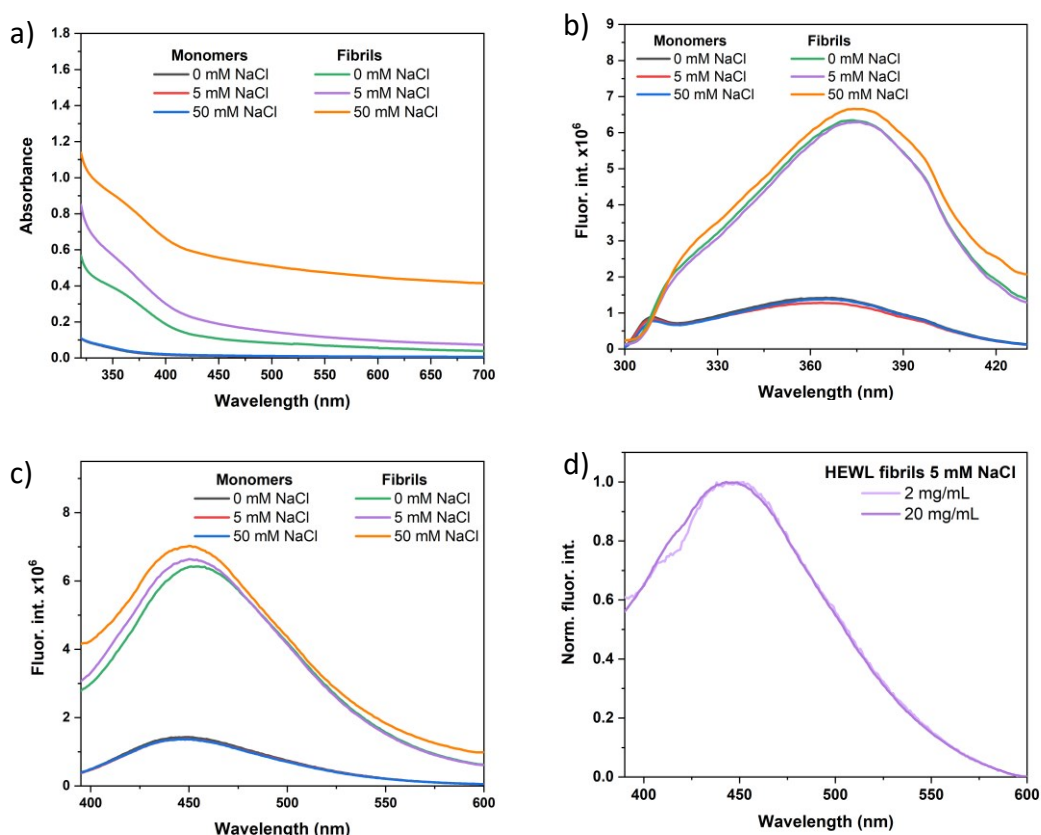 a)
Monomers Fibrils
0 mM NaCl 0 mM NaCl
5 mM NaCl 5 mM NaCl
50 mM NaCl 50 mM NaCl
1.8
1.6
1.4
1.2
1.0
0.8
0.6
0.4
0.2
0.0
Absorbance
350 400 450 500 550 600 650 700
Wavelength (nm)
b)
Monomers Fibrils
0 mM NaCl 0 mM NaCl
5 mM NaCl 5 mM NaCl
50 mM NaCl 50 mM NaCl
9
8
7
6
5
4
3
2
1
0
Fluor. int. x10⁶
300 330 360 390 420
Wavelength (nm)
c)
Monomers Fibrils
0 mM NaCl 0 mM NaCl
5 mM NaCl 5 mM NaCl
50 mM NaCl 50 mM NaCl
8
6
4
2
0
Fluor. int. x10⁶
400 450 500 550 600
Wavelength (nm)
d)
HEWL fibrils 5 mM NaCl
2 mg/mL
20 mg/mL
1.0
0.8
0.6
0.4
0.2
0.0
Norm. fluor. int.
400 450 500 550 600
Wavelength (nm)